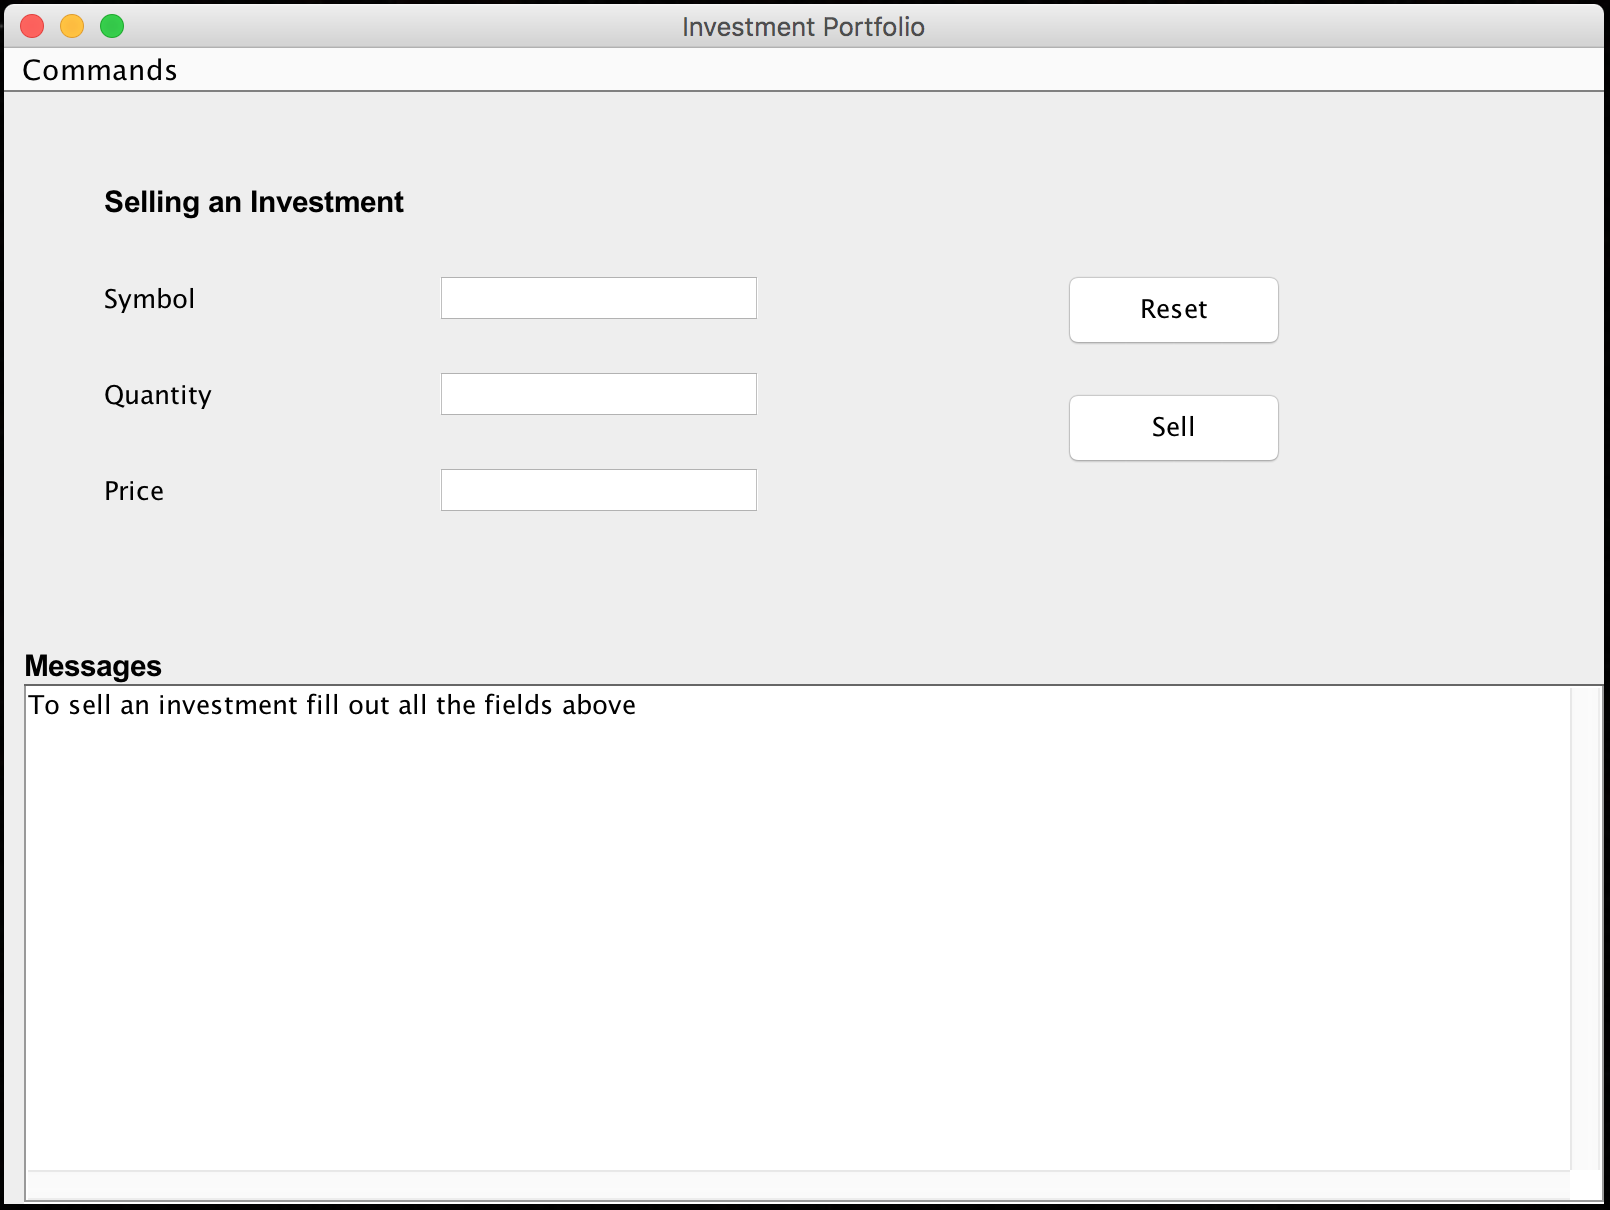 Investment Portfolio
Commands
Selling an Investment
Symbol
Reset
Quantity
Sell
Price
Messages
To sell an investment fill out all the fields above